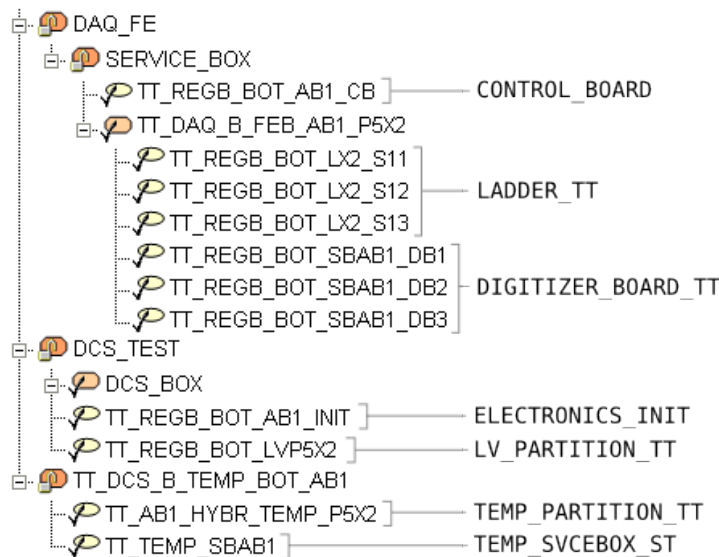 DAQ_FE
SERVICE_BOX
TT_REGB_BOT_AB1_CB CONTROL_BOARD
TT_DAQ_B_FEB_AB1_P5X2
TT_REGB_BOT_LX2_S11
TT_REGB_BOT_LX2_S12 LADDER_TT
TT_REGB_BOT_LX2_S13
TT_REGB_BOT_SBAB1_DB1
TT_REGB_BOT_SBAB1_DB2 DIGITIZER_BOARD_TT
TT_REGB_BOT_SBAB1_DB3
DCS_TEST
DCS_BOX
TT_REGB_BOT_AB1_INIT ELECTRONICS_INIT
TT_REGB_BOT_LVP5X2 LV_PARTITION_TT
TT_DCS_B_TEMP_BOT_AB1
TT_AB1_HYBR_TEMP_P5X2 TEMP_PARTITION_TT
TT_TEMP_SBAB1 TEMP_SVCEBOX_ST